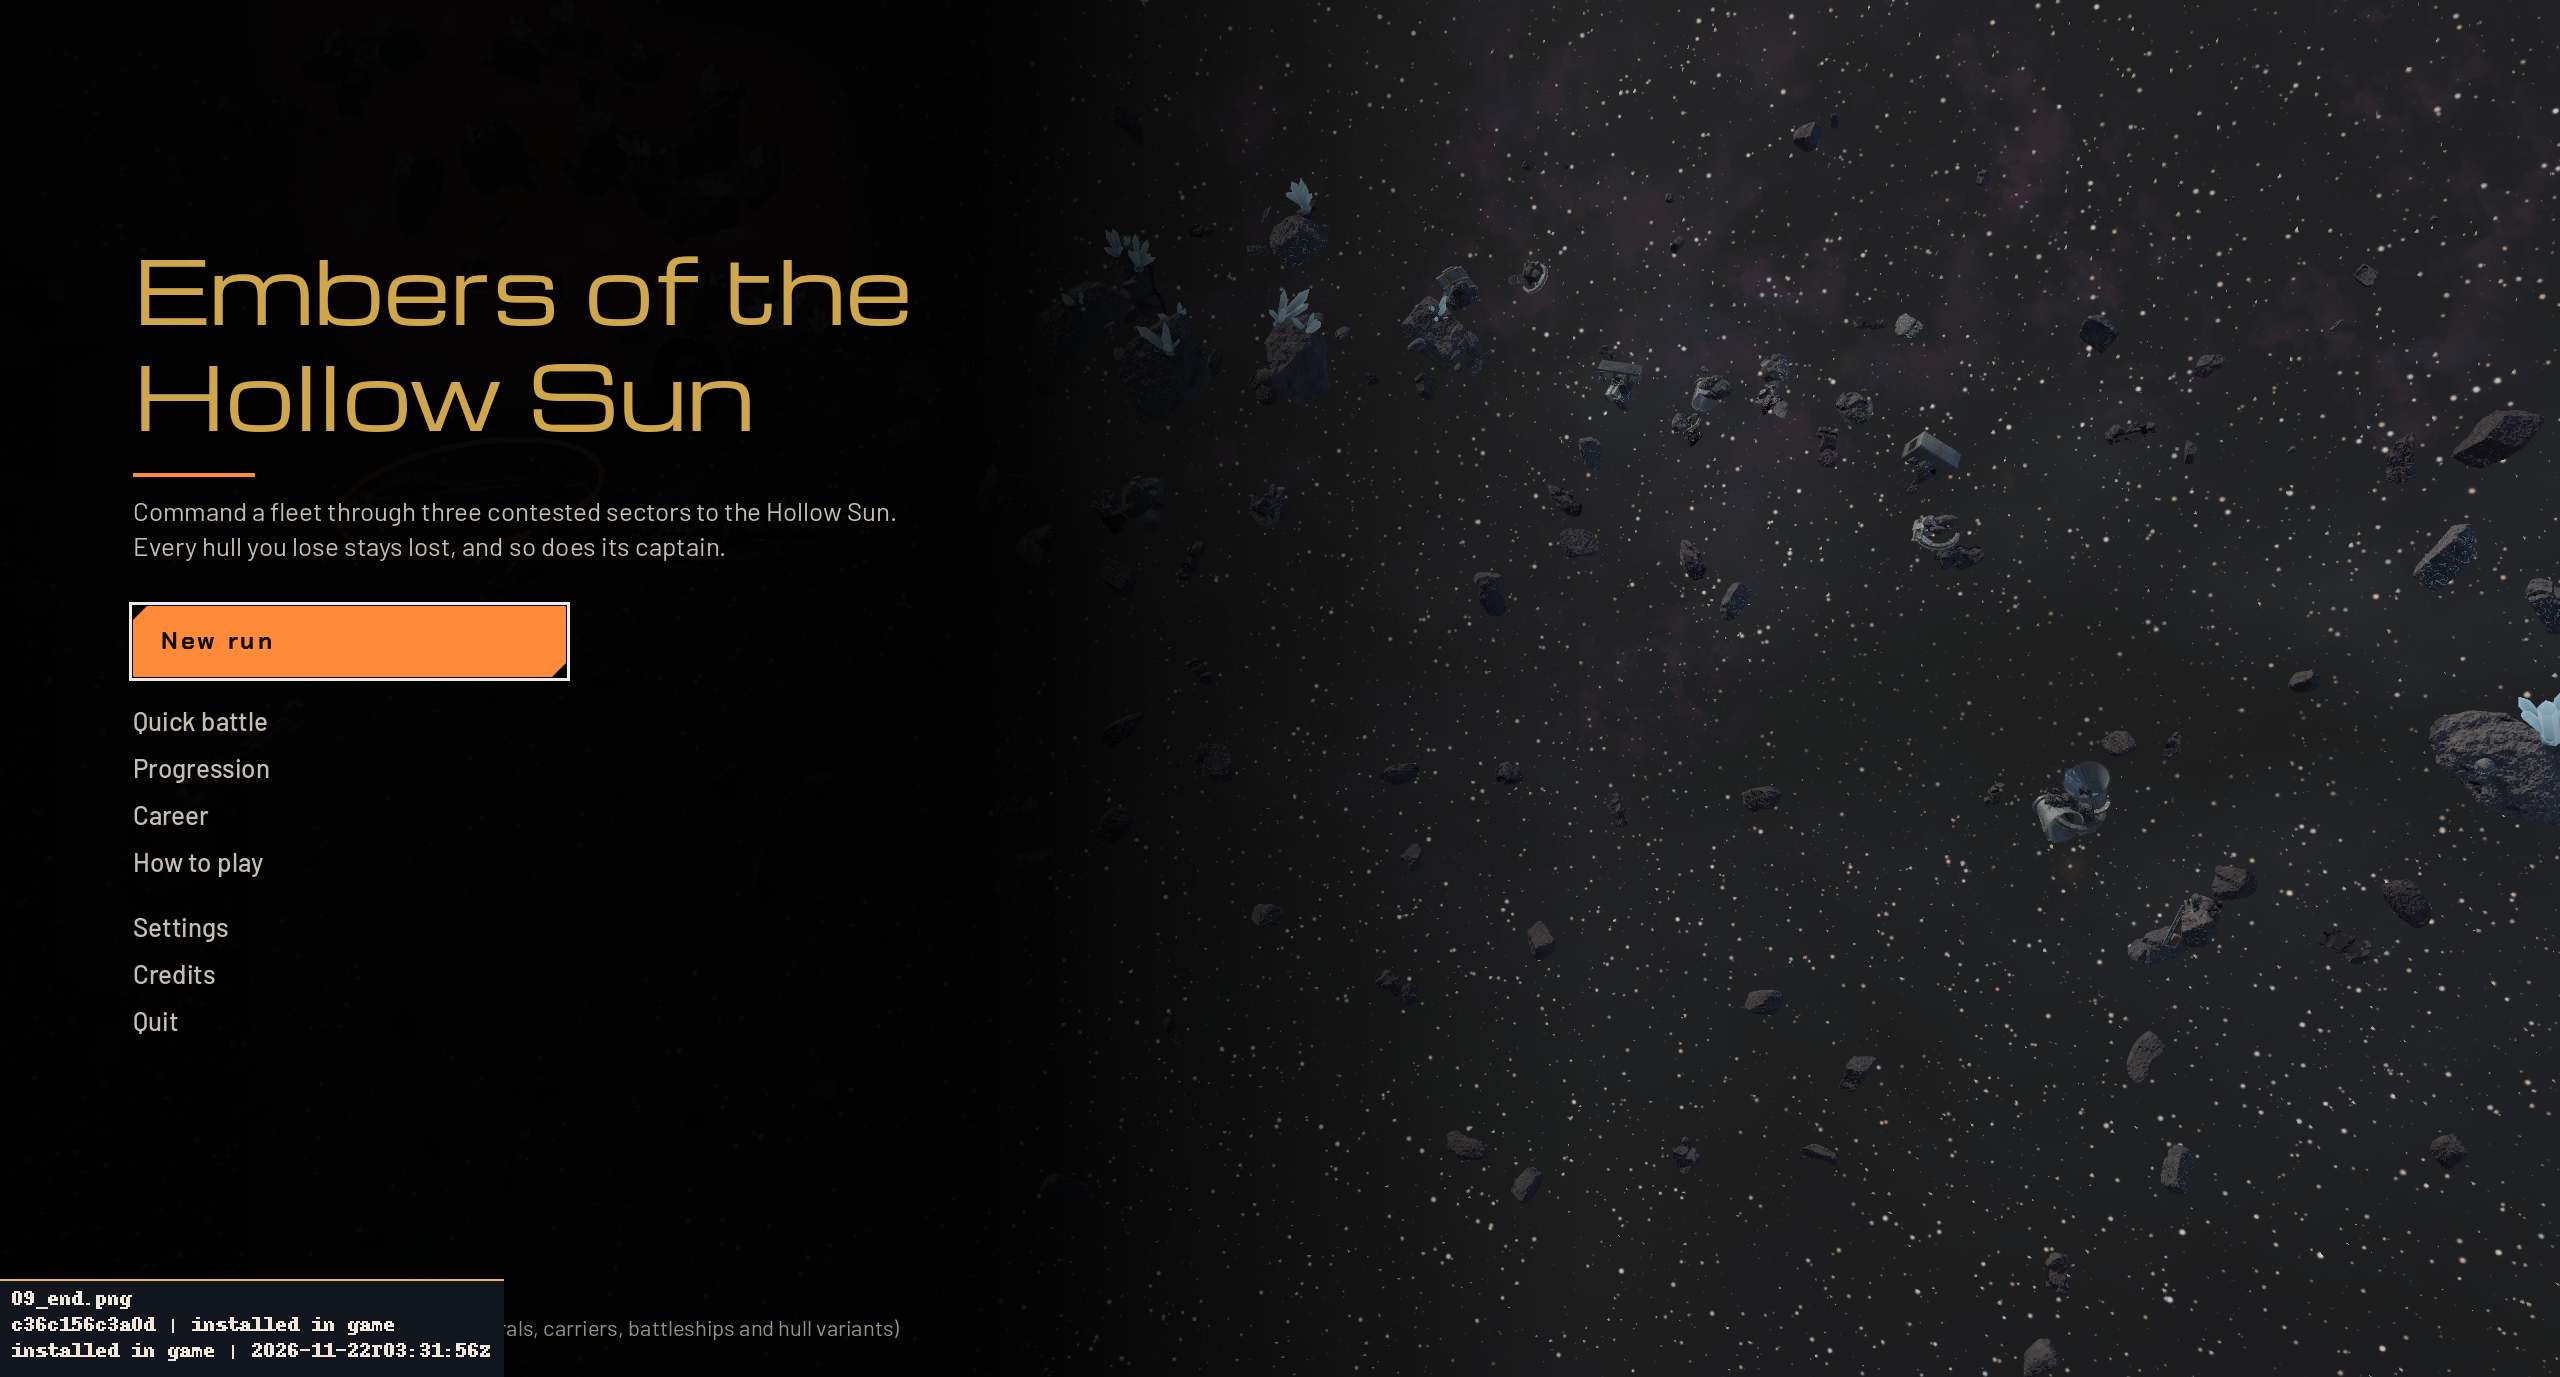 Embers of the
Hollow Sun
Command a fleet through three contested sectors to the Hollow Sun.
Every hull you lose stays lost, and so does its captain.
New run
Quick battle
Progression
Career
How to play
Settings
Credits
Quit
carriers, battleships and hull variants)
09_end.png
c36c156c3a0d | installed in game
installed in game | 2026-11-22T03:31:56Z